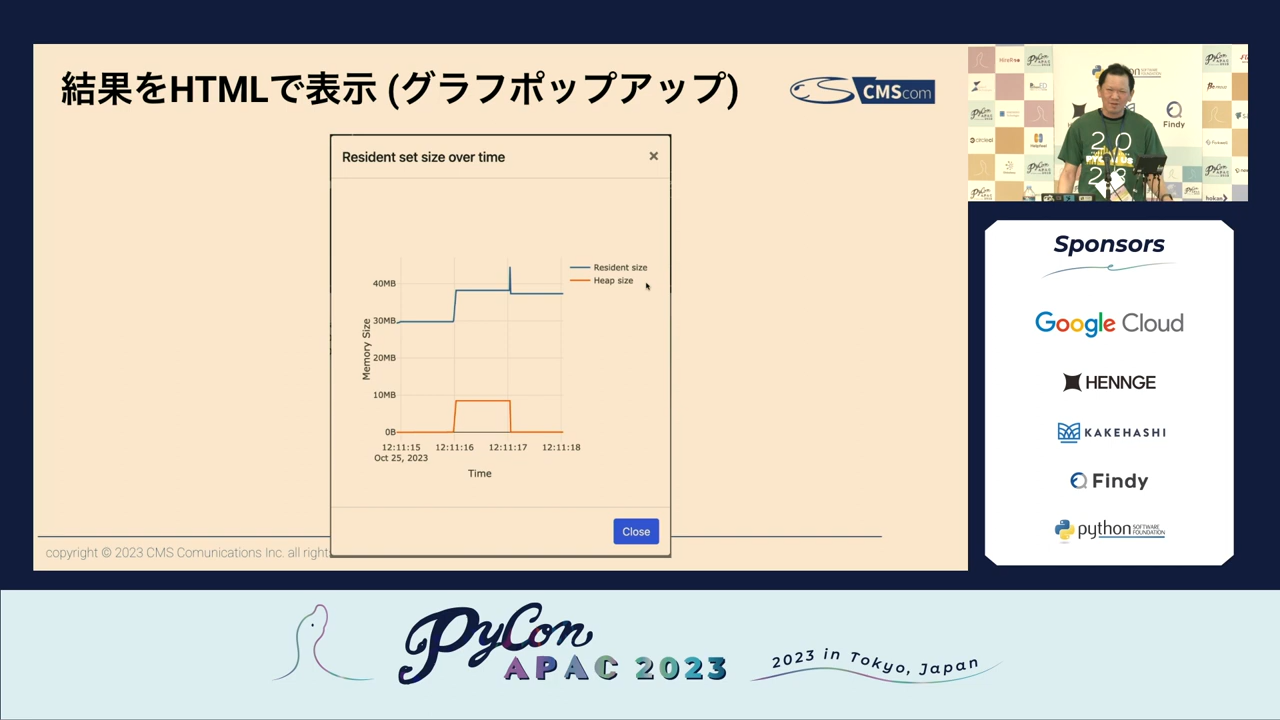 結果をHTMLで表示 (グラフポップアップ)
CMScom
Resident set size over time
×
Resident size
Heap size
40MB
30MB
20MB
10MB
0B
Memory Size
12:11:15
12:11:16
12:11:17
12:11:18
Oct 25, 2023
Time
Close
copyright © 2023 CMS Comunications Inc. all right
Findy
Sponsors
Google Cloud
HENNGE
KAKEHASHI
Findy
python SOFTWARE FOUNDATION
PyCon
APAC 2023
2023 in Tokyo, Japan